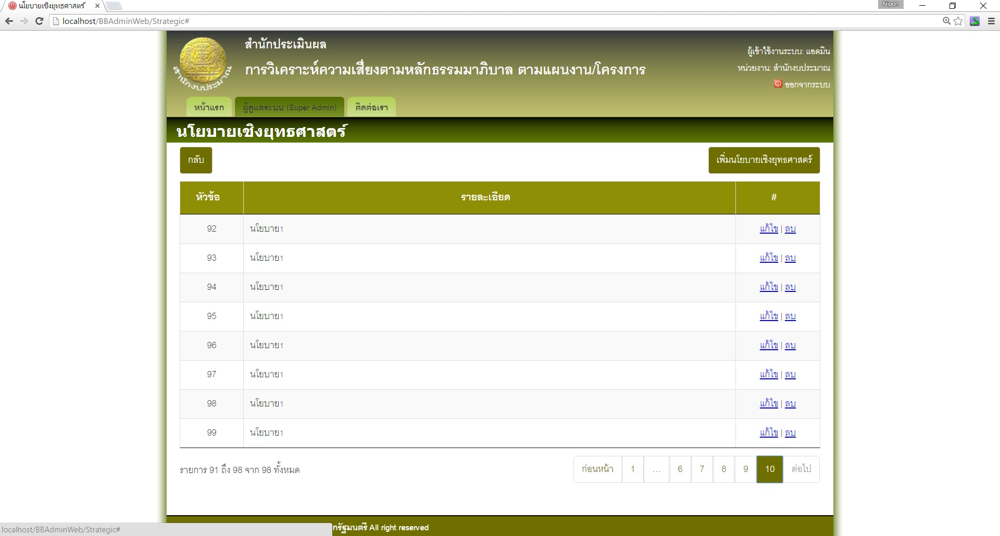 นโยบายเชิงยุทธศาสตร์
Nipon
localhost/BBAdminWeb/Strategic#
สำนักงบประมาณ
สำนักประเมินผล
การวิเคราะห์ความเสี่ยงตามหลักธรรมมาภิบาล ตามแผนงาน/โครงการ
ผู้เข้าใช้งานระบบ: แอดมิน
หน่วยงาน: สำนักงบประมาณ
ออกจากระบบ
หน้าแรก ผู้ดูแลระบบ (Super Admin) ติดต่อเรา
นโยบายเชิงยุทธศาสตร์
กลับ เพิ่มนโยบายเชิงยุทธศาสตร์
หัวข้อ รายละเอียด #
92 นโยบาย1 แก้ไข | ลบ
93 นโยบาย1 แก้ไข | ลบ
94 นโยบาย1 แก้ไข | ลบ
95 นโยบาย1 แก้ไข | ลบ
96 นโยบาย1 แก้ไข | ลบ
97 นโยบาย1 แก้ไข | ลบ
98 นโยบาย1 แก้ไข | ลบ
99 นโยบาย1 แก้ไข | ลบ
รายการ 91 ถึง 98 จาก 98 ทั้งหมด ก่อนหน้า 1 ... 6 7 8 9 10 ต่อไป
กรัฐมนตรี All right reserved
localhost/BBAdminWeb/Strategic#